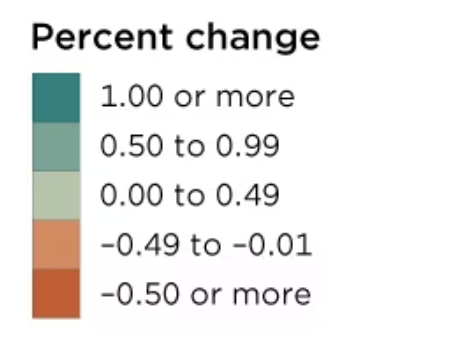 Percent change
1.00 or more
0.50 to 0.99
0.00 to 0.49
−0.49 to −0.01
−0.50 or more